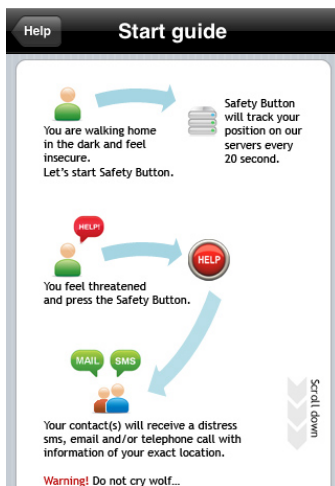 Help
Start guide
You are walking home
in the dark and feel
insecure.
Let's start Safety Button.
Safety Button
will track your
position on our
servers every
20 second.
HELP!
HELP
You feel threatened
and press the Safety Button.
MAIL
SMS
Your contact(s) will receive a distress
sms, email and/or telephone call with
information of your exact location.
Scroll down
Warning! Do not cry wolf...